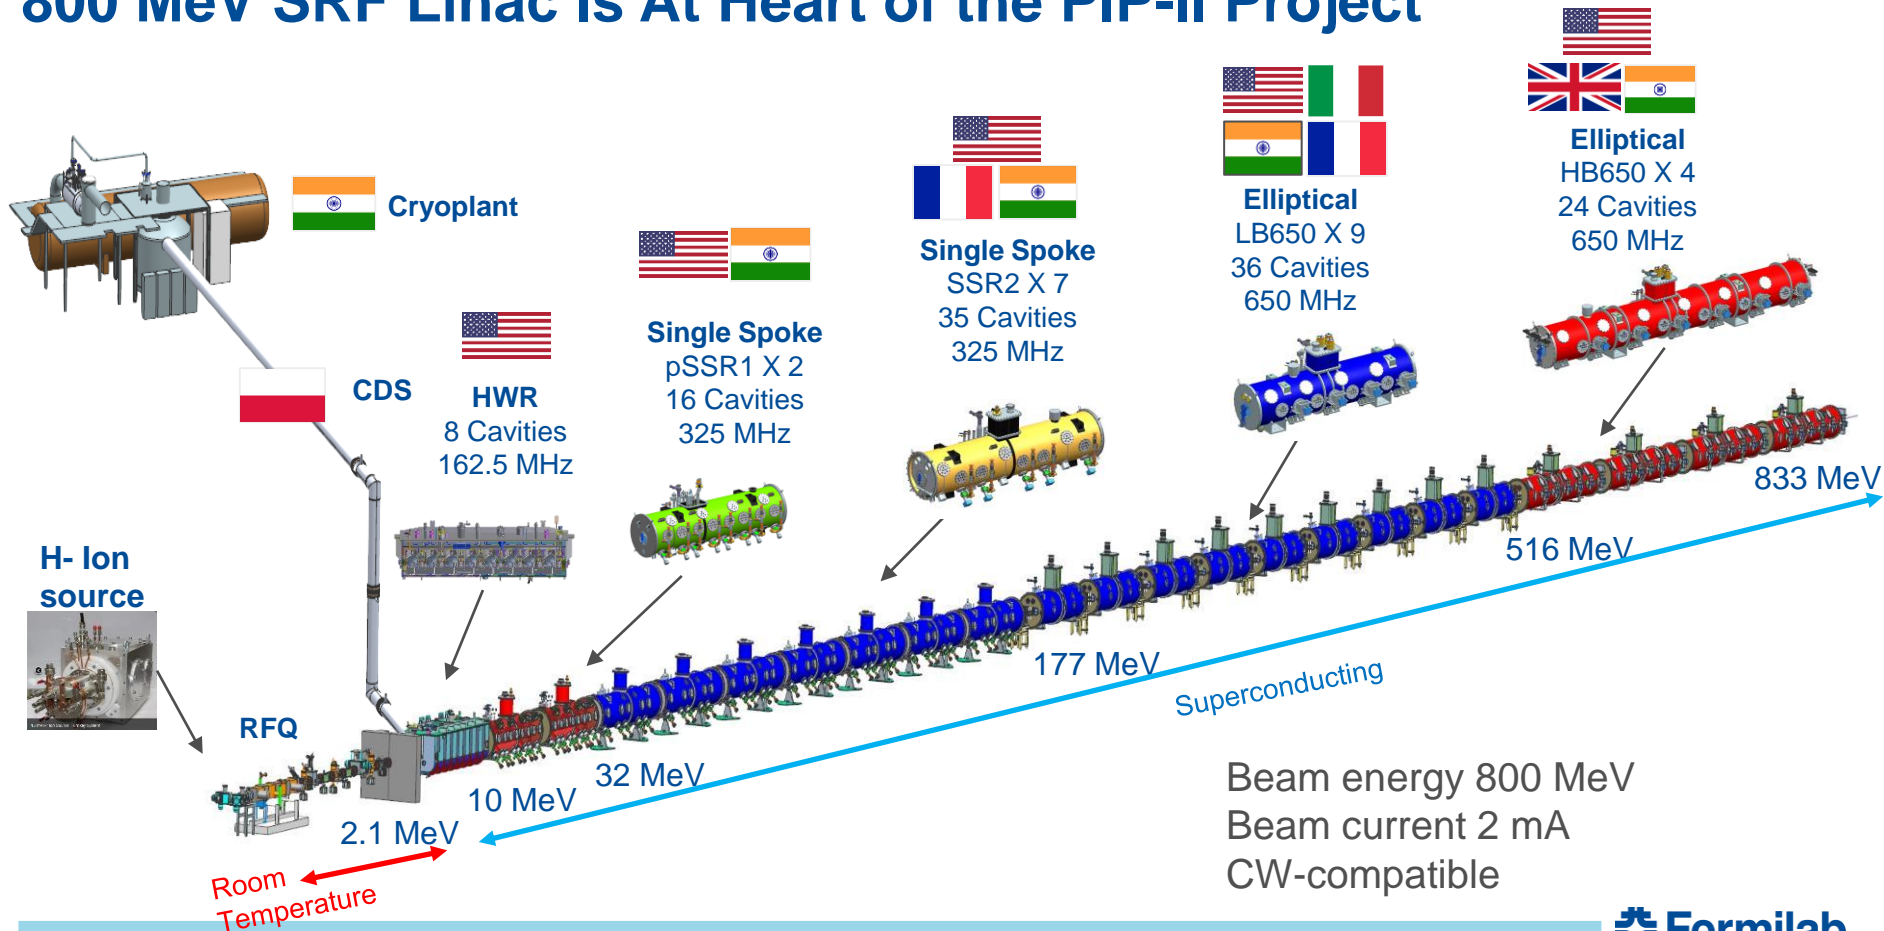 800 MeV SRF Linac Is At Heart of the PIP-II Project
Cryoplant
CDS
HWR
8 Cavities
162.5 MHz
Single Spoke
pSSR1 X 2
16 Cavities
325 MHz
Single Spoke
SSR2 X 7
35 Cavities
325 MHz
Elliptical
LB650 X 9
36 Cavities
650 MHz
Elliptical
HB650 X 4
24 Cavities
650 MHz
H- Ion
source
RFQ
2.1 MeV
10 MeV
32 MeV
177 MeV
516 MeV
833 MeV
Room
Temperature
Superconducting
Beam energy 800 MeV
Beam current 2 mA
CW-compatible
Fermilab